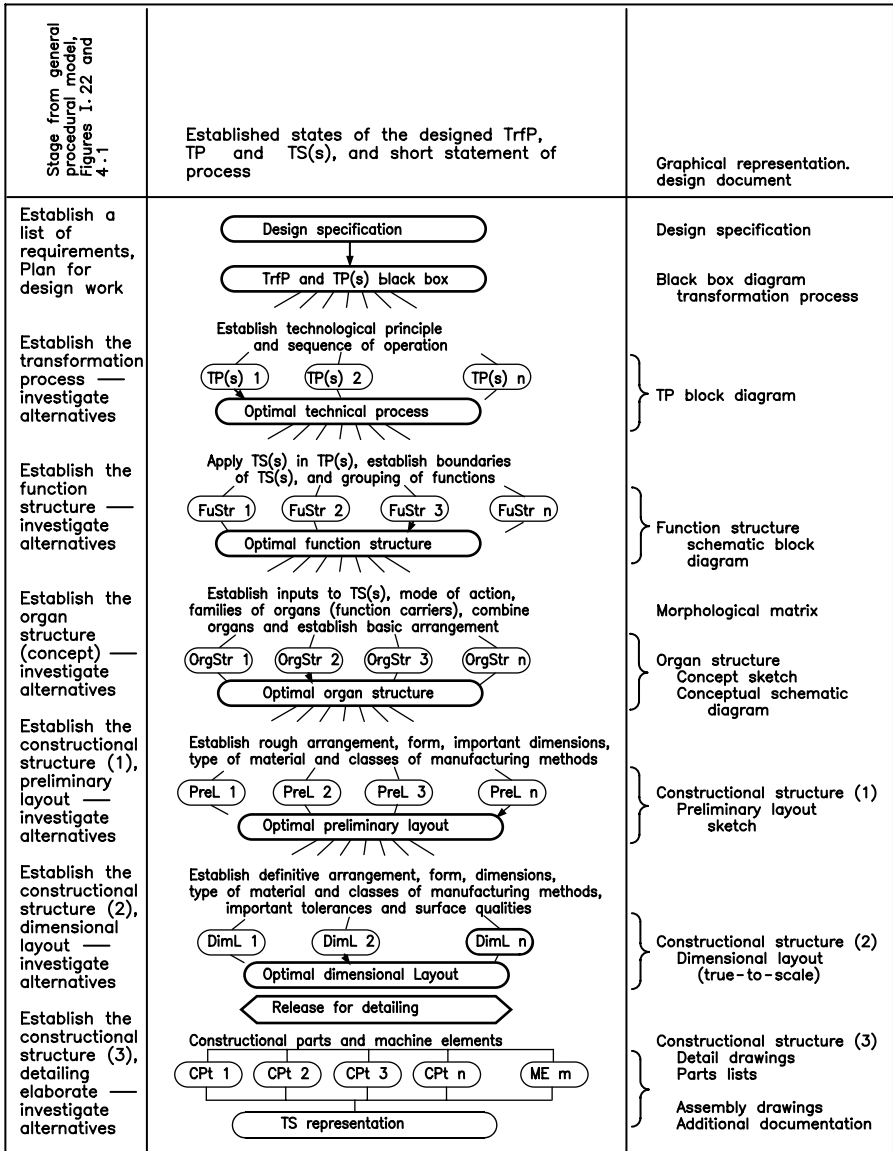 Stage from general
procedural model,
Figures I.22 and
4.1
Established states of the designed TrfP,
TP and TS(s), and short statement of
process
Graphical representation.
design document
Establish a
list of
requirements,
Plan for
design work
Design specification
TrfP and TP(s) black box
Design specification
Black box diagram
transformation process
Establish the
transformation
process —
investigate
alternatives
Establish technological principle
and sequence of operation
TP(s) 1 TP(s) 2 TP(s) n
Optimal technical process
TP block diagram
Establish the
function
structure —
investigate
alternatives
Apply TS(s) in TP(s), establish boundaries
of TS(s), and grouping of functions
FuStr 1 FuStr 2 FuStr 3 FuStr n
Optimal function structure
Function structure
schematic block
diagram
Establish the
organ
structure
(concept) —
investigate
alternatives
Establish inputs to TS(s), mode of action,
families of organs (function carriers), combine
organs and establish basic arrangement
OrgStr 1 OrgStr 2 OrgStr 3 OrgStr n
Optimal organ structure
Morphological matrix
Organ structure
Concept sketch
Conceptual schematic
diagram
Establish the
constructional
structure (1),
preliminary
layout —
investigate
alternatives
Establish rough arrangement, form, important dimensions,
type of material and classes of manufacturing methods
PreL 1 PreL 2 PreL 3 PreL n
Optimal preliminary layout
Constructional structure (1)
Preliminary layout
sketch
Establish the
constructional
structure (2),
dimensional
layout —
investigate
alternatives
Establish definitive arrangement, form, dimensions,
type of material and classes of manufacturing methods,
important tolerances and surface qualities
DimL 1 DimL 2 DimL n
Optimal dimensional Layout
Release for detailing
Constructional structure (2)
Dimensional layout
(true-to-scale)
Establish the
constructional
structure (3),
detailing
elaborate —
investigate
alternatives
Constructional parts and machine elements
CPt 1 CPt 2 CPt 3 CPt n ME m
TS representation
Constructional structure (3)
Detail drawings
Parts lists
Assembly drawings
Additional documentation